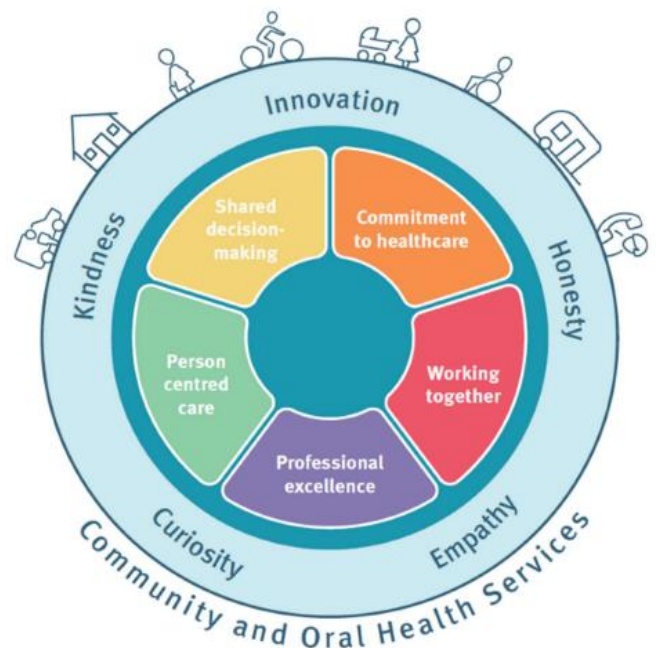 Innovation
Kindness
Honesty
Shared
decision-
making
Commitment
to healthcare
Person
centred
care
Working
together
Professional
excellence
Curiosity
Empathy
Community and Oral Health Services